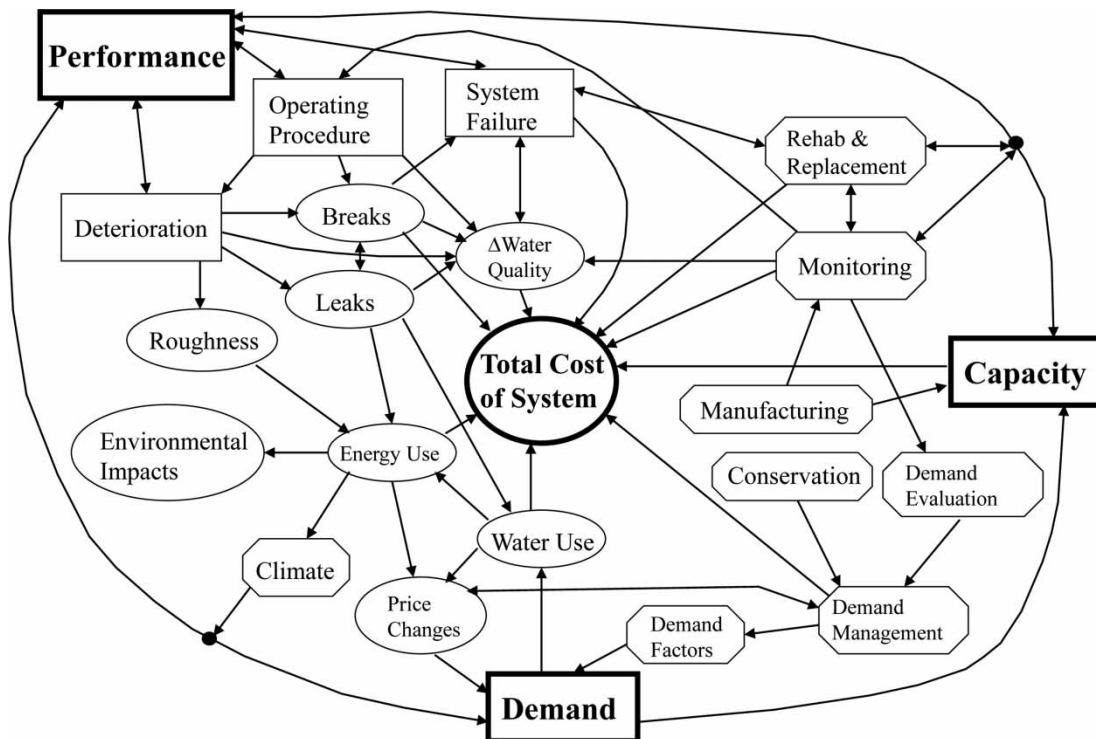 Performance
Operating
Procedure
System
Failure
Rehab &
Replacement
Deterioration
Breaks
ΔWater
Quality
Monitoring
Leaks
Roughness
Total Cost
of System
Capacity
Manufacturing
Environmental
Impacts
Energy Use
Conservation
Demand
Evaluation
Water Use
Climate
Price
Changes
Demand
Factors
Demand
Management
Demand